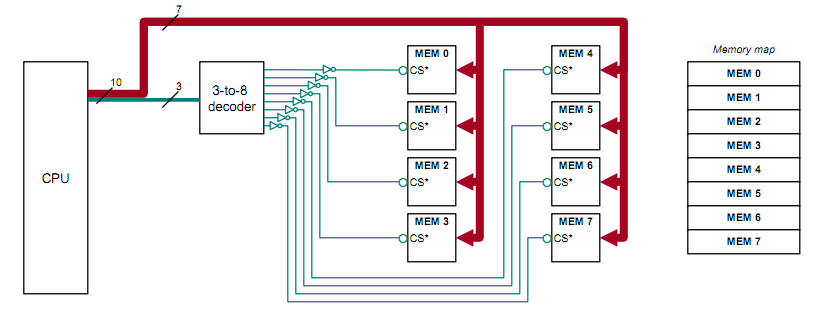 7
10
3
CPU
3-to-8
decoder
MEM 0
CS*
MEM 1
CS*
MEM 2
CS*
MEM 3
CS*
MEM 4
CS*
MEM 5
CS*
MEM 6
CS*
MEM 7
CS*
Memory map
MEM 0
MEM 1
MEM 2
MEM 3
MEM 4
MEM 5
MEM 6
MEM 7